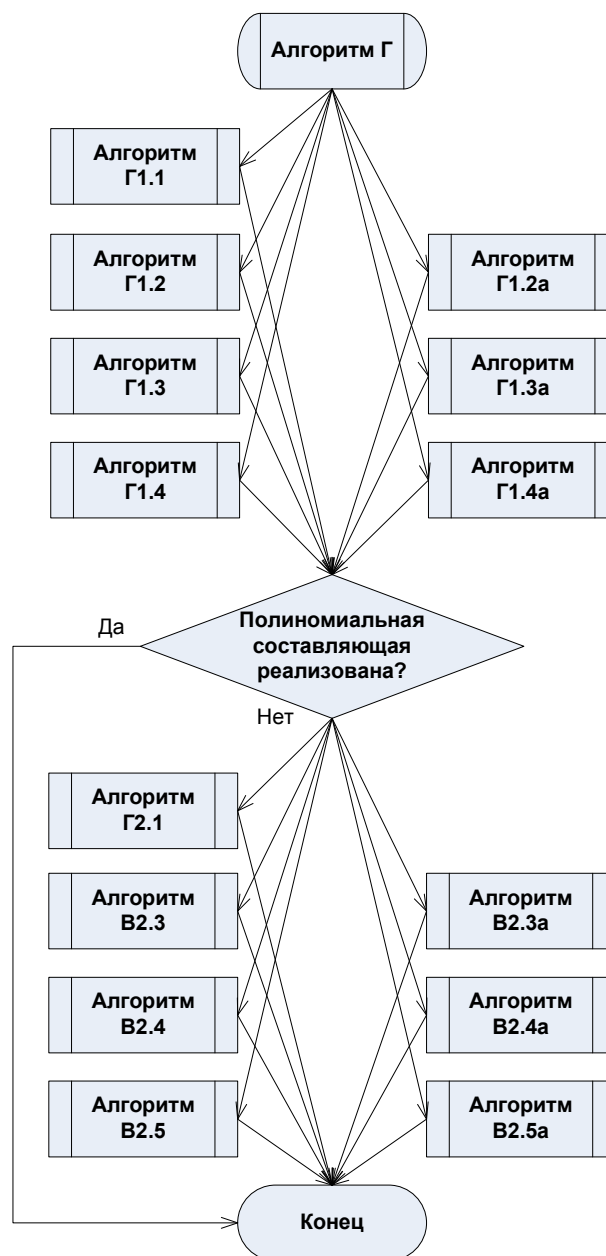 Алгоритм Г
Алгоритм
Г1.1
Алгоритм
Г1.2
Алгоритм
Г1.2а
Алгоритм
Г1.3
Алгоритм
Г1.3а
Алгоритм
Г1.4
Алгоритм
Г1.4а
Полиномиальная
составляющая
реализована?
Да
Нет
Алгоритм
Г2.1
Алгоритм
В2.3
Алгоритм
В2.3а
Алгоритм
В2.4
Алгоритм
В2.4а
Алгоритм
В2.5
Алгоритм
В2.5а
Конец